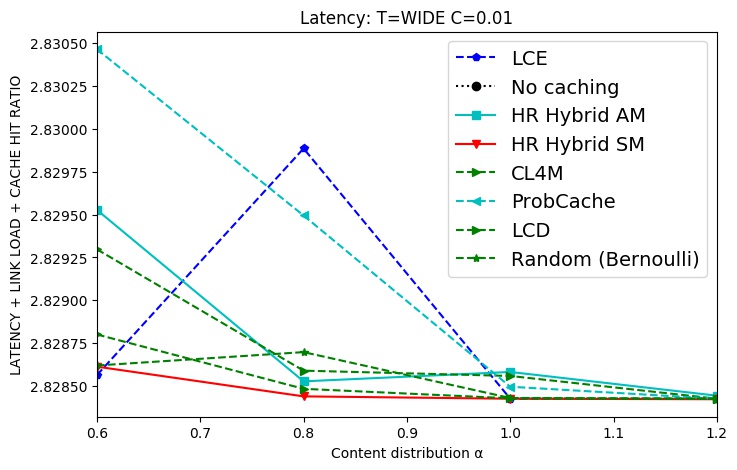 Latency: T=WIDE C=0.01
LATENCY + LINK LOAD + CACHE HIT RATIO
2.83050
2.83025
2.83000
2.82975
2.82950
2.82925
2.82900
2.82875
2.82850
LCE
No caching
HR Hybrid AM
HR Hybrid SM
CL4M
ProbCache
LCD
Random (Bernoulli)
0.6 0.7 0.8 0.9 1.0 1.1 1.2
Content distribution α